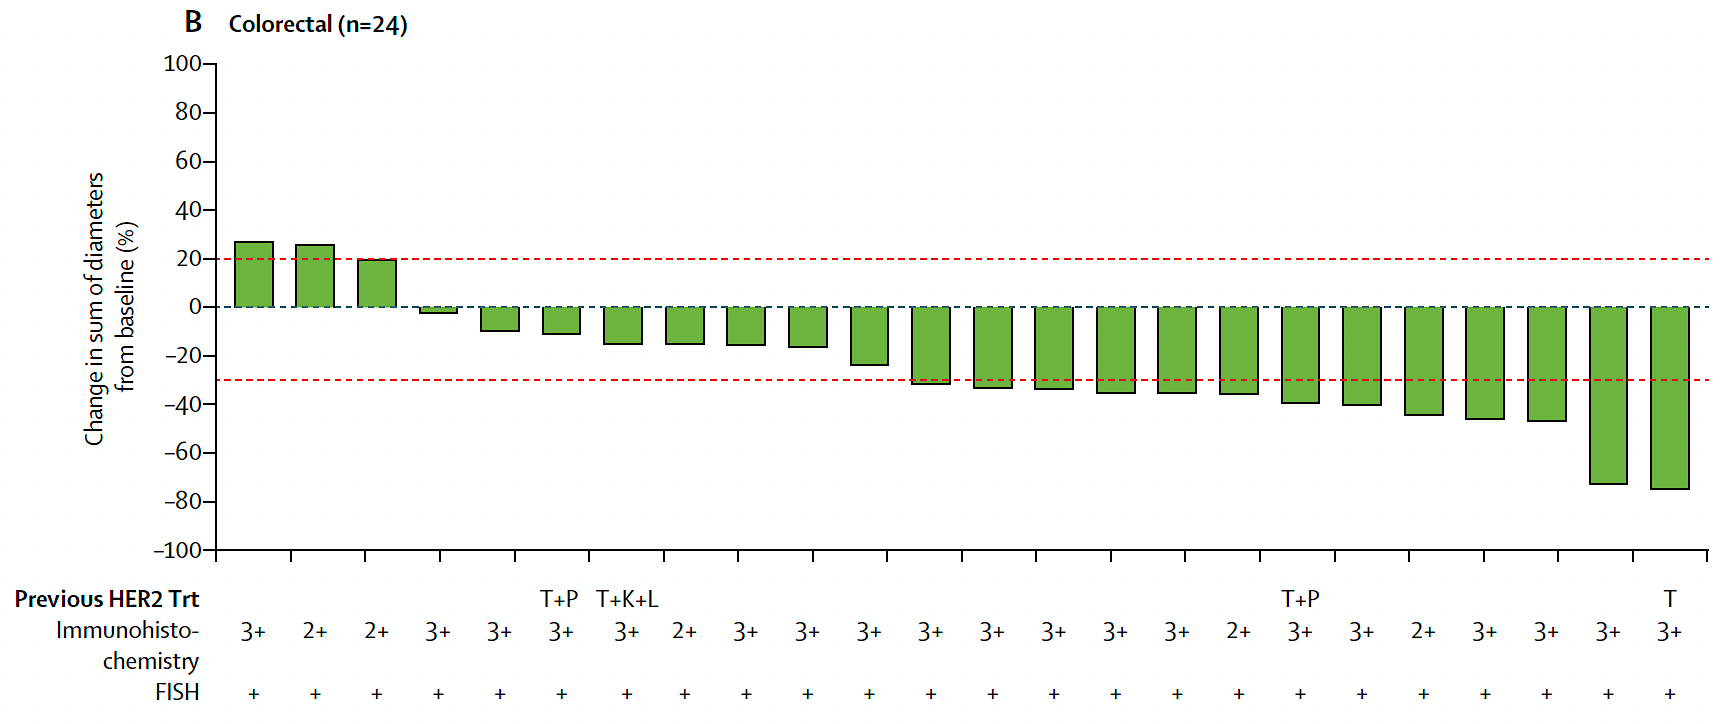 B Colorectal (n=24)
100
80
60
40
20
0
–20
–40
–60
–80
–100
Change in sum of diameters
from baseline (%)
Previous HER2 Trt T+P T+K+L T+P T
Immunohisto- 3+ 2+ 2+ 3+ 3+ 3+ 3+ 2+ 3+ 3+ 3+ 3+ 3+ 3+ 3+ 3+ 2+ 3+ 3+ 2+ 3+ 3+ 3+ 3+
chemistry
FISH + + + + + + + + + + + + + + + + + + + + + + + +